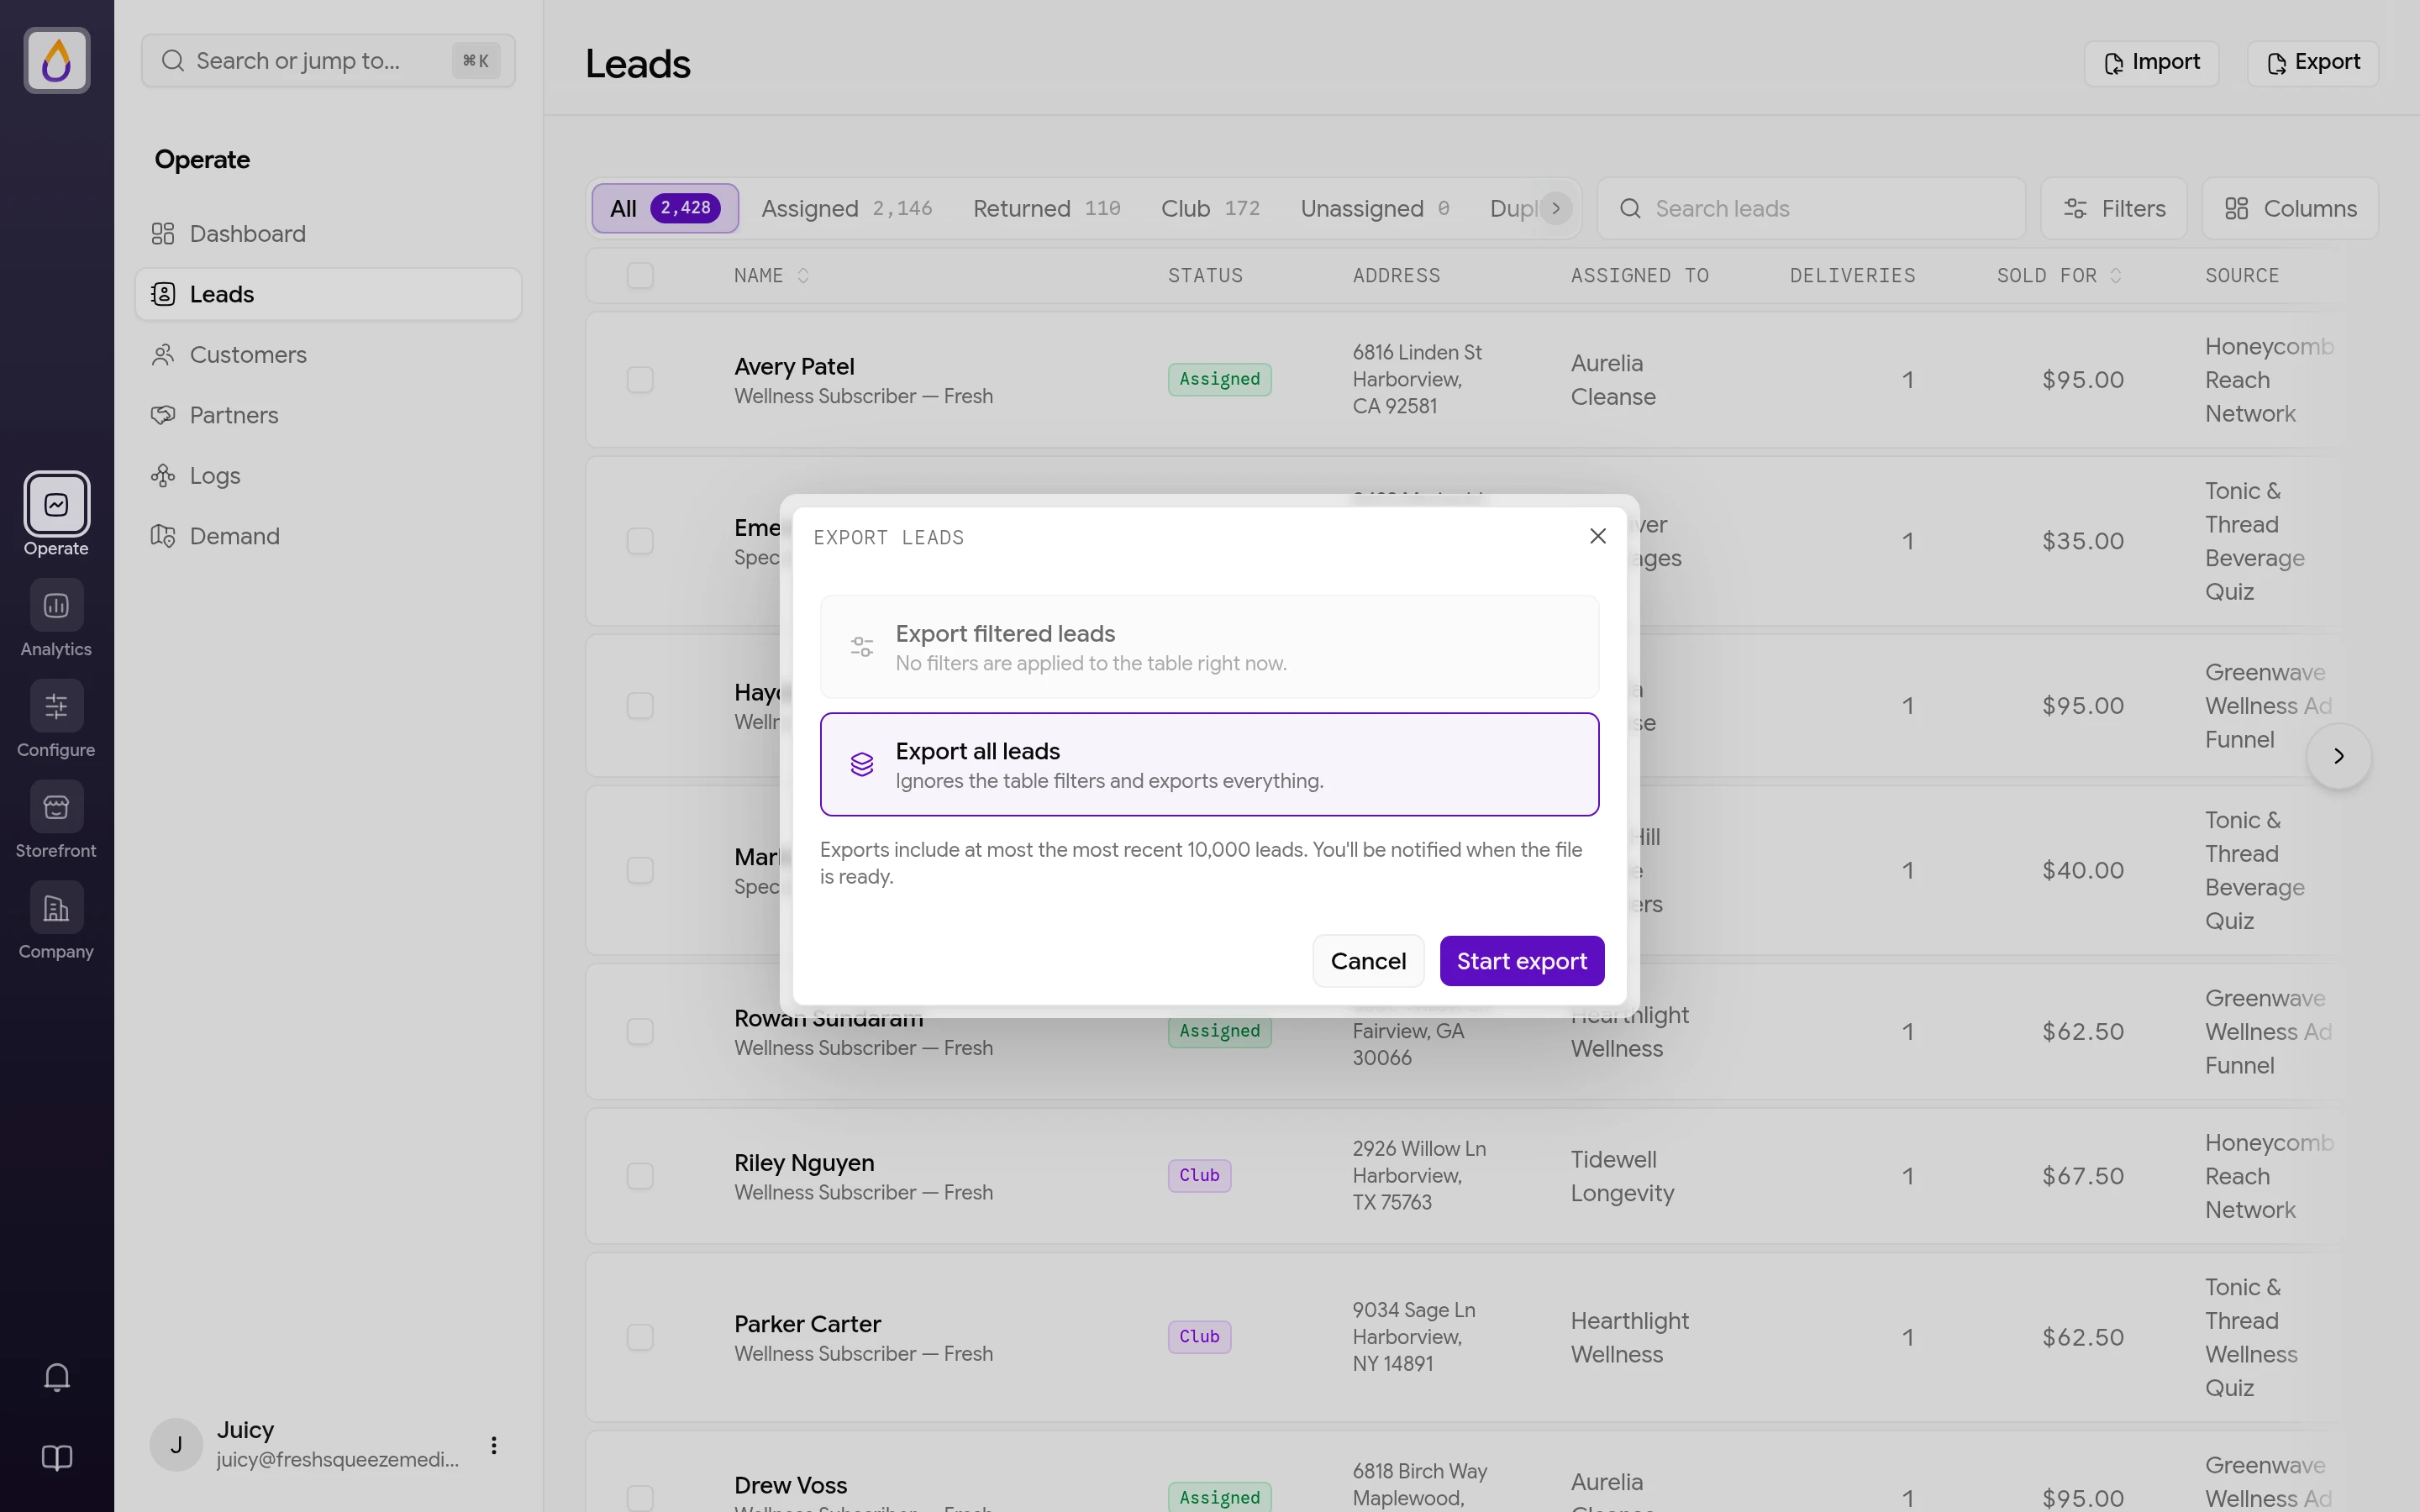 Search or jump to...
⌘K
Operate
Dashboard
Leads
Customers
Partners
Logs
Demand
Operate
Analytics
Configure
Storefront
Company
J
Juicy
juicy@freshsqueezemedi...
Leads
Import
Export
All 2,428
Assigned 2,146
Returned 110
Club 172
Unassigned 0
Search leads
Filters
Columns
NAME STATUS ADDRESS ASSIGNED TO DELIVERIES SOLD FOR SOURCE
Avery Patel
Wellness Subscriber — Fresh
Assigned
6816 Linden St
Harborview,
CA 92581
Aurelia
Cleanse
1
$95.00
Honeycomb
Reach
Network
1
$35.00
Tonic &
Thread
Beverage
Quiz
1
$95.00
Greenwave
Wellness Ad
Funnel
1
$40.00
Tonic &
Thread
Beverage
Quiz
EXPORT LEADS
Export filtered leads
No filters are applied to the table right now.
Export all leads
Ignores the table filters and exports everything.
Exports include at most the most recent 10,000 leads. You'll be notified when the file
is ready.
Cancel
Start export
Rowan Sundaram
Wellness Subscriber — Fresh
Assigned
Fairview, GA
30066
Hearthlight
Wellness
1
$62.50
Greenwave
Wellness Ad
Funnel
Riley Nguyen
Wellness Subscriber — Fresh
Club
2926 Willow Ln
Harborview,
TX 75763
Tidewell
Longevity
1
$67.50
Honeycomb
Reach
Network
Parker Carter
Wellness Subscriber — Fresh
Club
9034 Sage Ln
Harborview,
NY 14891
Hearthlight
Wellness
1
$62.50
Tonic &
Thread
Wellness
Quiz
Drew Voss
Assigned
6818 Birch Way
Maplewood,
Aurelia
1
$95.00
Greenwave
Wellness Ad